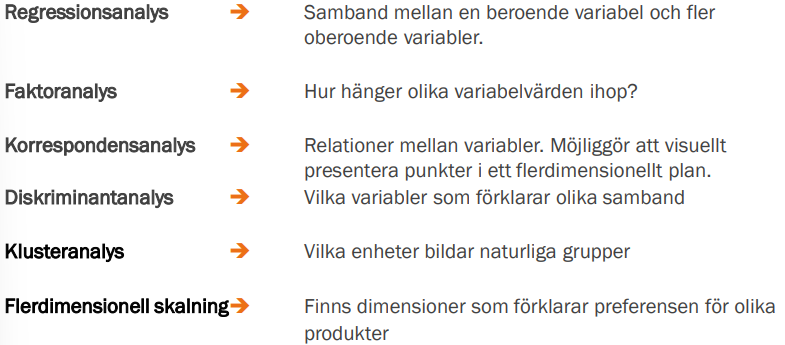 Regressionsanalys → Samband mellan en beroende variabel och fler
oberoende variabler.
Faktoranalys → Hur hänger olika variabelvärden ihop?
Korrespondensanalys → Relationer mellan variabler. Möjliggör att visuellt
presentera punkter i ett flerdimensionellt plan.
Diskriminantanalys → Vilka variabler som förklarar olika samband
Klusteranalys → Vilka enheter bildar naturliga grupper
Flerdimensionell skalning → Finns dimensioner som förklarar preferensen för olika
produkter